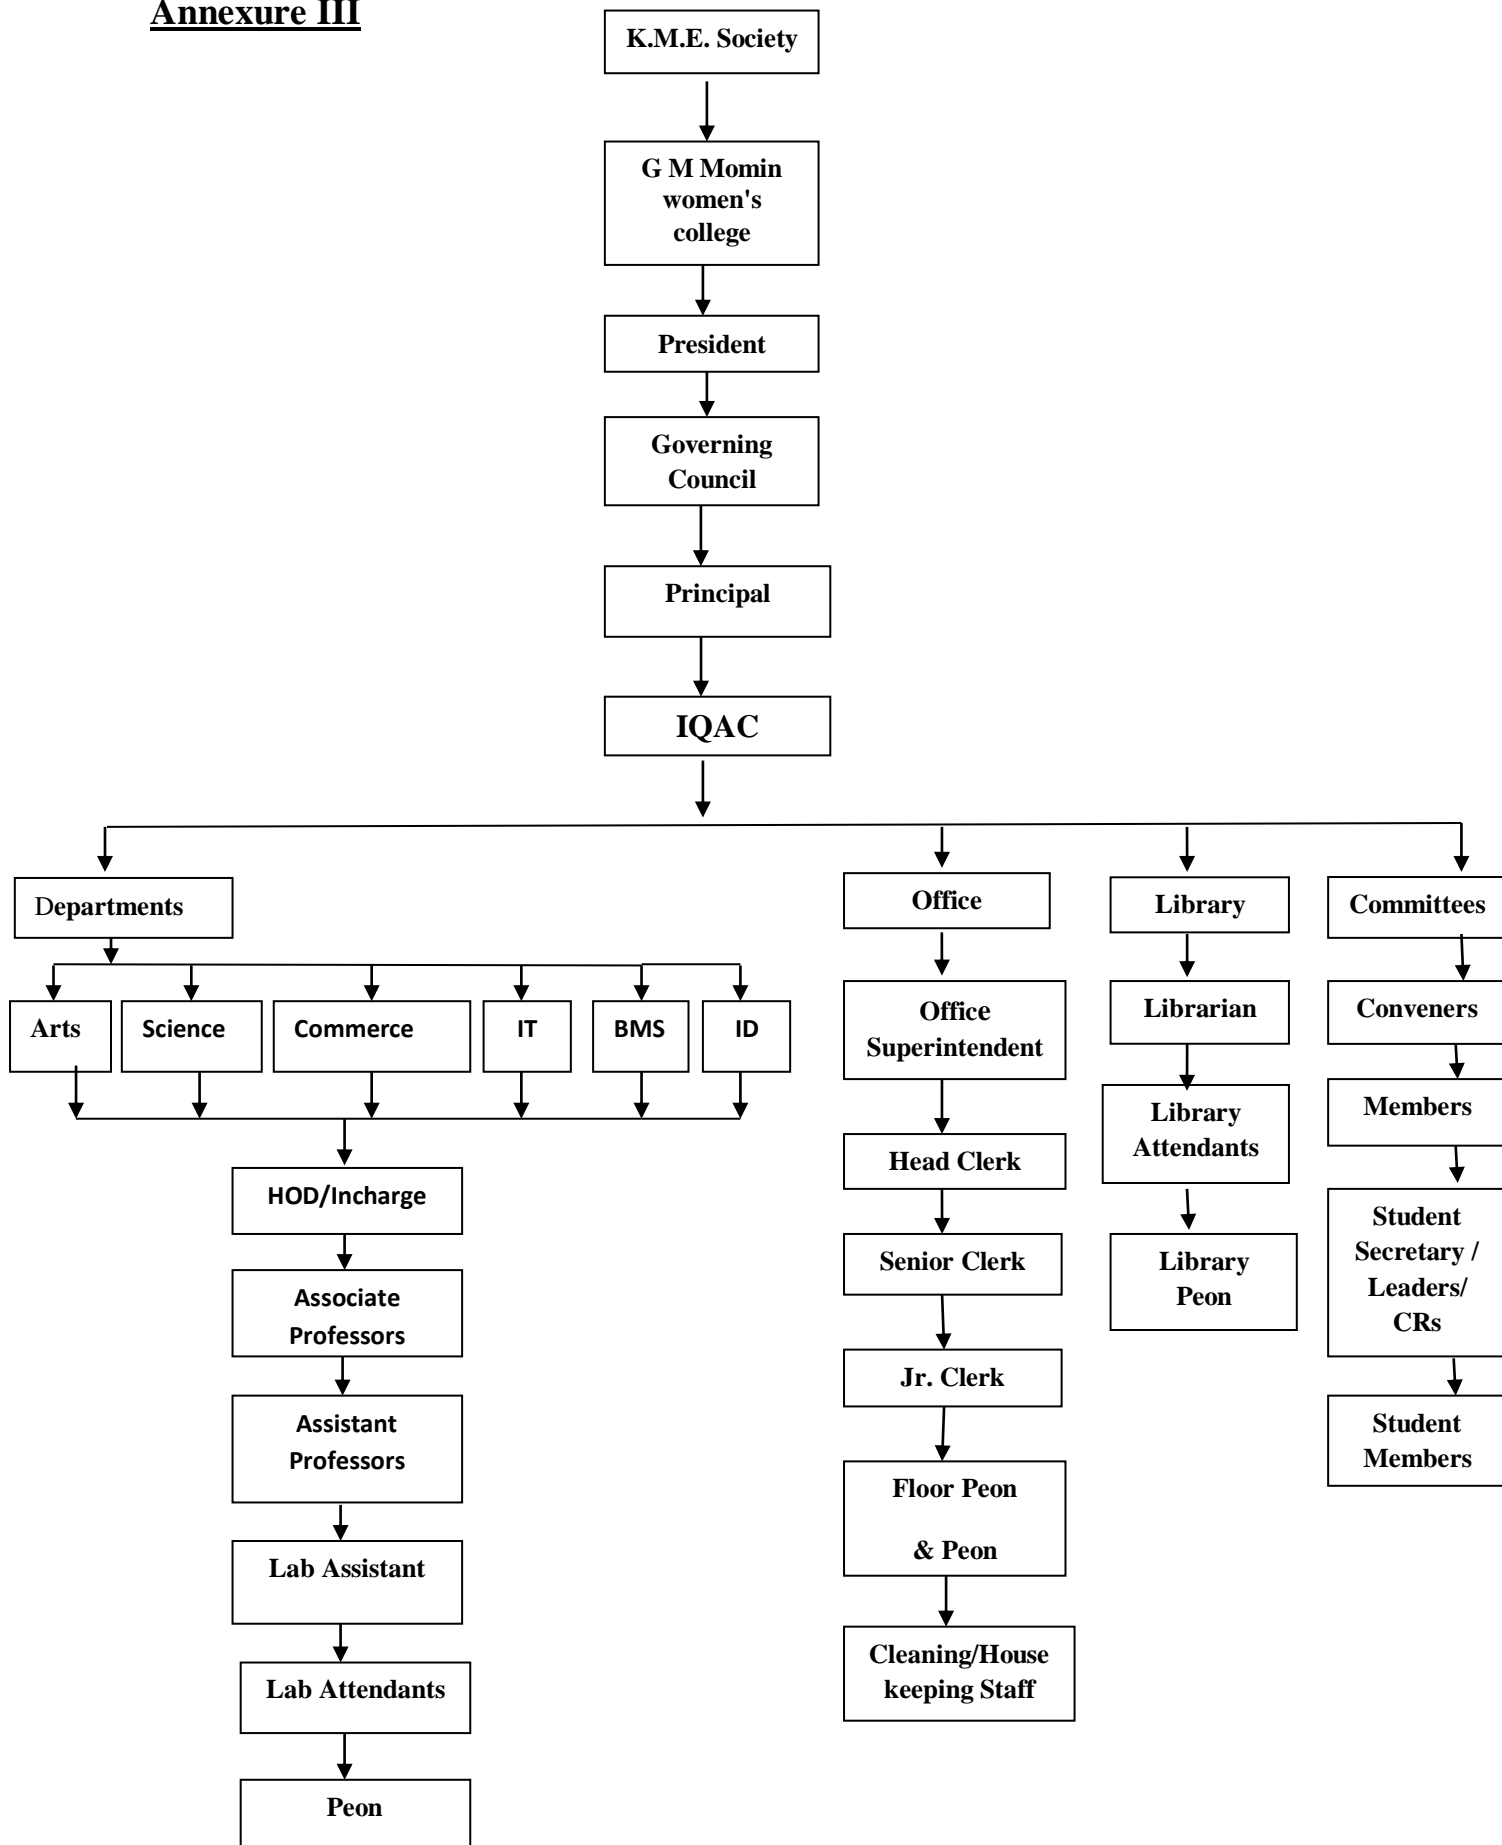 Annexure III
K.M.E. Society
G M Momin
women's
college
President
Governing
Council
Principal
IQAC
Departments
Office
Library
Committees
Arts
Science
Commerce
IT
BMS
ID
Office
Superintendent
Librarian
Conveners
Head Clerk
Library
Attendants
Members
HOD/Incharge
Senior Clerk
Library
Peon
Student
Secretary /
Leaders/
CRs
Associate
Professors
Jr. Clerk
Assistant
Professors
Student
Members
Floor Peon
& Peon
Lab Assistant
Cleaning/House
keeping Staff
Lab Attendants
Peon